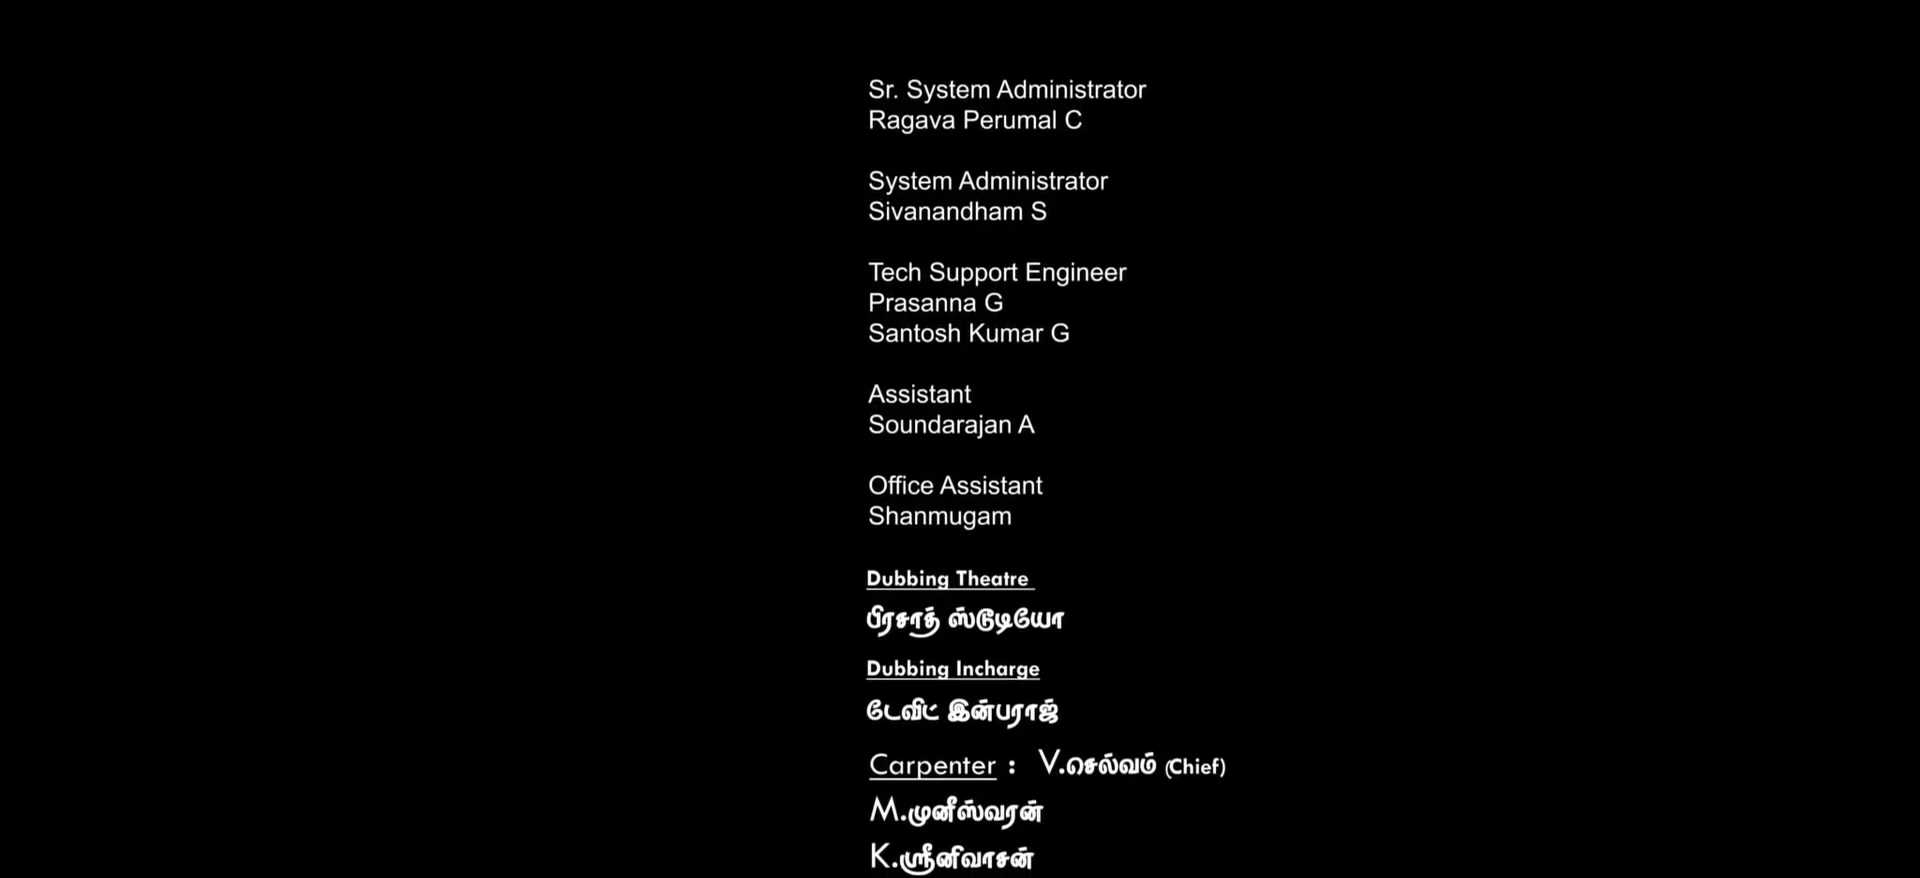 Sr. System Administrator
Ragava Perumal C
System Administrator
Sivanandham S
Tech Support Engineer
Prasanna G
Santosh Kumar G
Assistant
Soundarajan A
Office Assistant
Shanmugam
Dubbing Theatre
பிரசாத் ஸ்டூடியோ
Dubbing Incharge
டேவிட் இன்பராஜ்
Carpenter : V.செல்வம் (Chief)
M.முனீஸ்வரன்
K.ஸ்ரீனிவாசன்